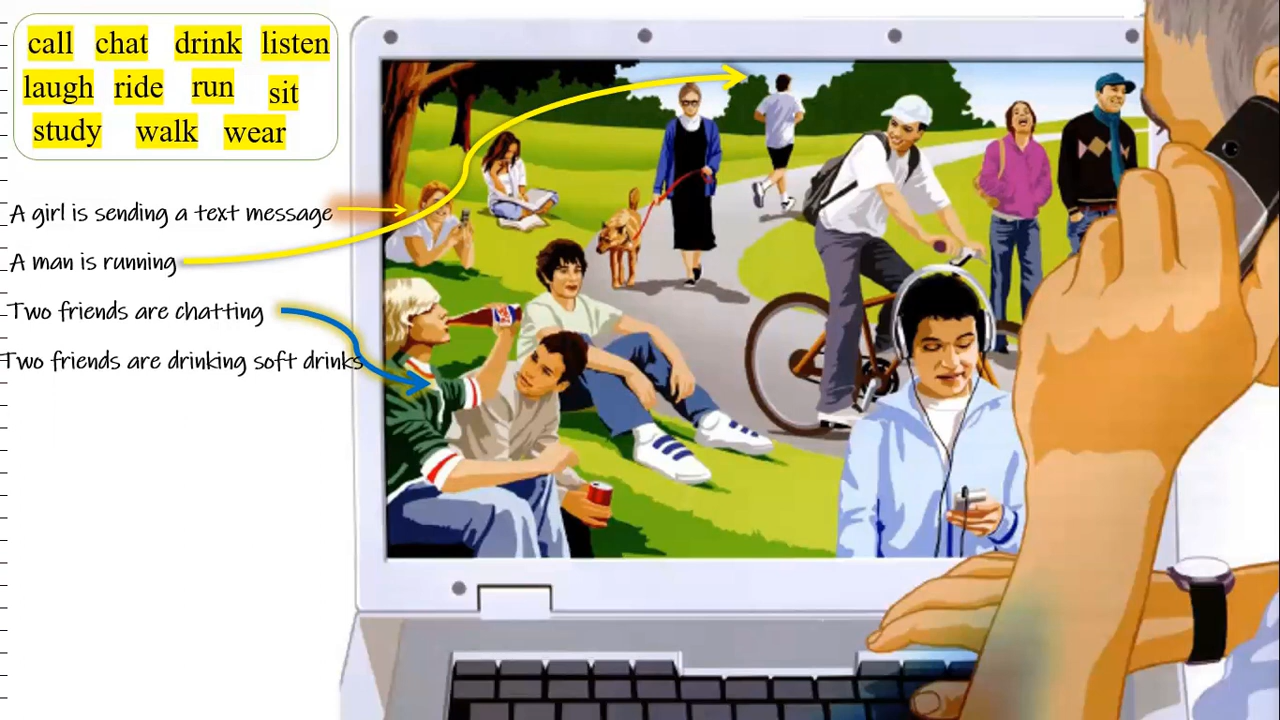 call chat drink listen
laugh ride run sit
study walk wear
A girl is sending a text message
A man is running
Two friends are chatting
Two friends are drinking soft drinks